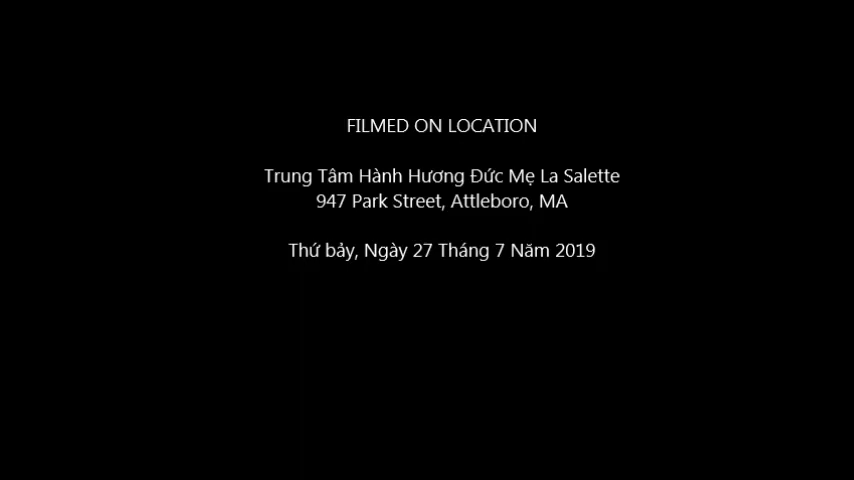 FILMED ON LOCATION
Trung Tâm Hành Hương Đức Mẹ La Salette
947 Park Street, Attleboro, MA
Thứ bảy, Ngày 27 Tháng 7 Năm 2019